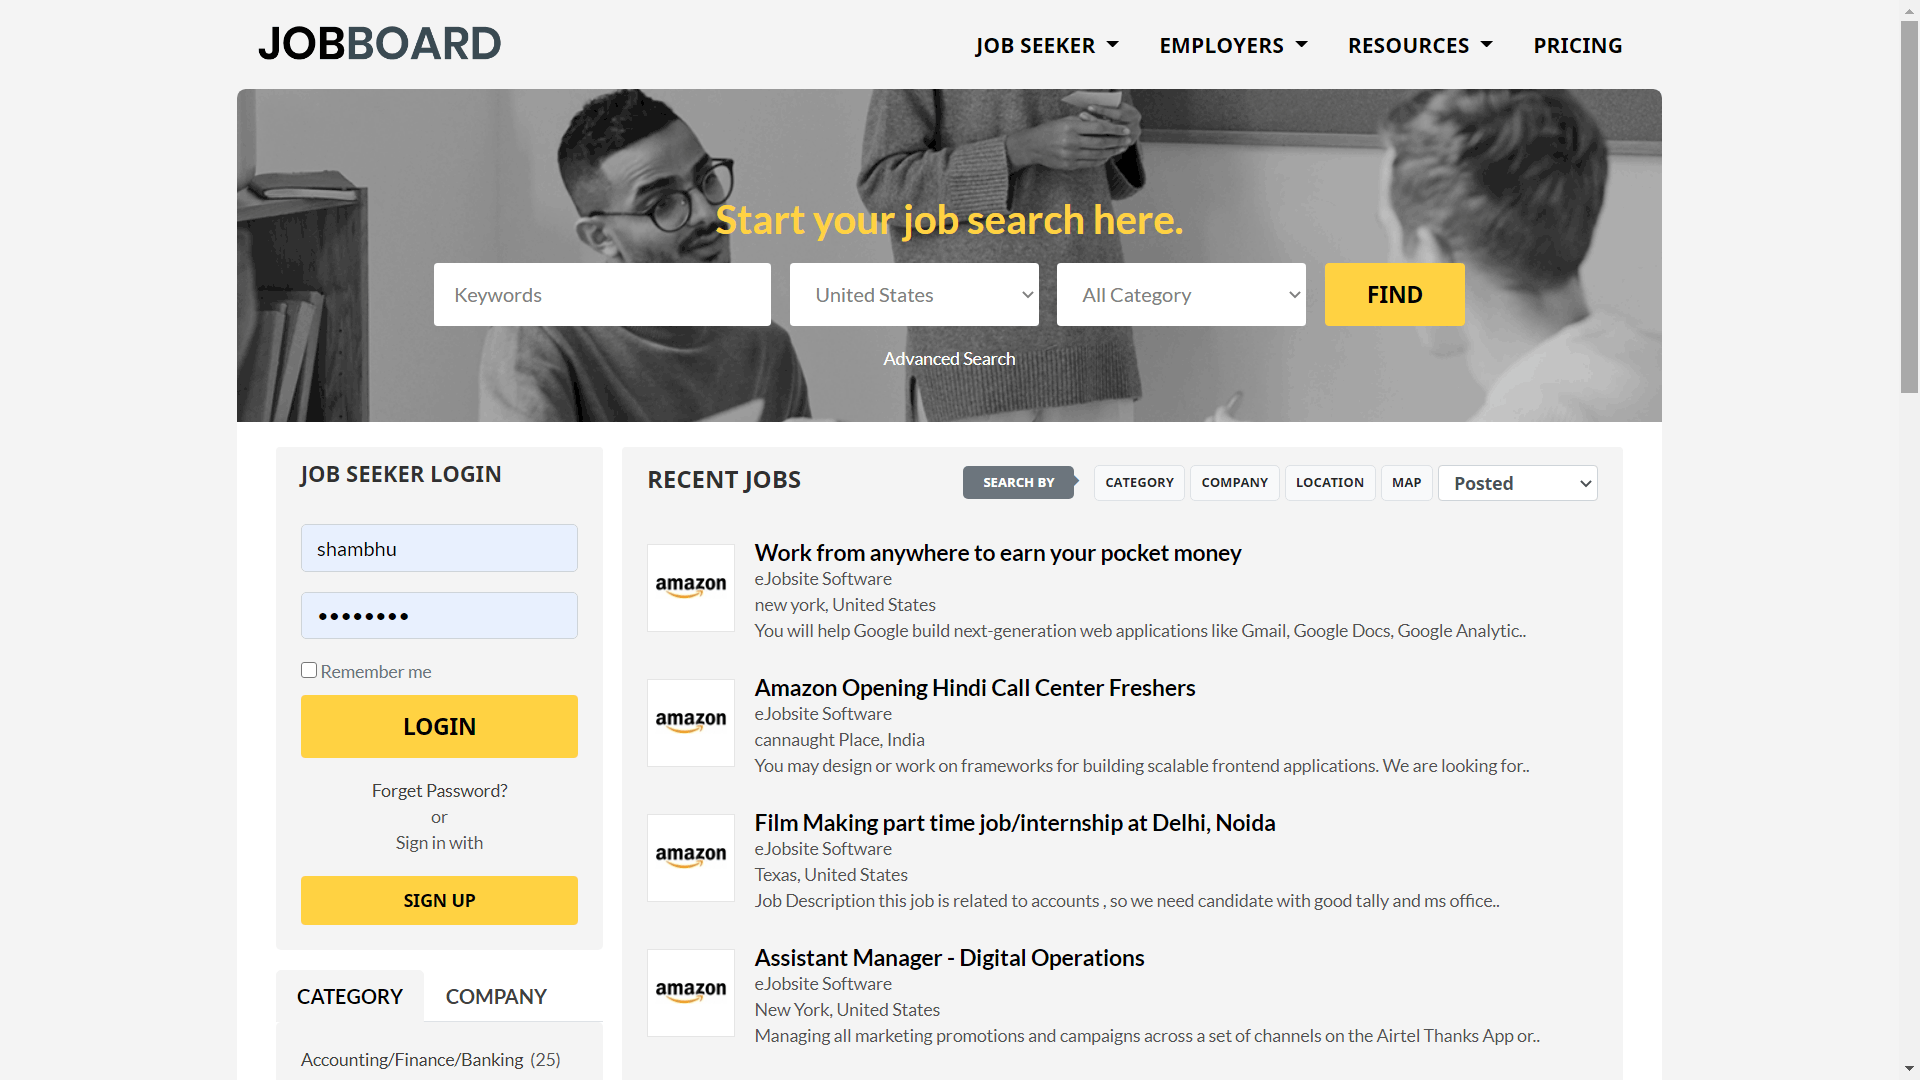 JOBBOARD
JOB SEEKER
EMPLOYERS
RESOURCES
PRICING
Start your job search here.
Keywords
United States
All Category
FIND
Advanced Search
JOB SEEKER LOGIN
shambhu
••••••••
Remember me
LOGIN
Forget Password?
or
Sign in with
SIGN UP
CATEGORY
COMPANY
Accounting/Finance/Banking (25)
RECENT JOBS
SEARCH BY
CATEGORY
COMPANY
LOCATION
MAP
Posted
amazon
Work from anywhere to earn your pocket money
eJobsite Software
new york, United States
You will help Google build next-generation web applications like Gmail, Google Docs, Google Analytic..
amazon
Amazon Opening Hindi Call Center Freshers
eJobsite Software
cannaught Place, India
You may design or work on frameworks for building scalable frontend applications. We are looking for..
amazon
Film Making part time job/internship at Delhi, Noida
eJobsite Software
Texas, United States
Job Description this job is related to accounts , so we need candidate with good tally and ms office..
amazon
Assistant Manager - Digital Operations
eJobsite Software
New York, United States
Managing all marketing promotions and campaigns across a set of channels on the Airtel Thanks App or..